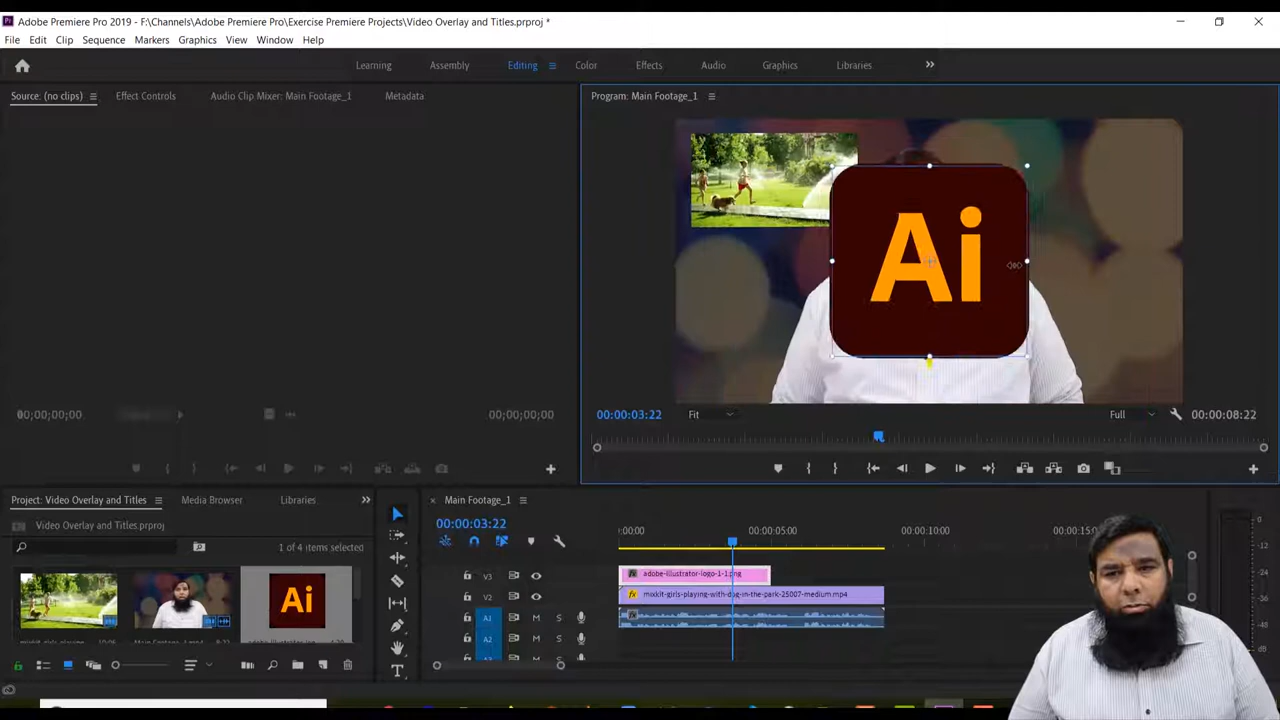 Adobe Premiere Pro 2019 - F:\Channels\Adobe Premiere Pro\Exercise Premiere Projects\Video Overlay and Titles.prproj *
File Edit Clip Sequence Markers Graphics View Window Help
Learning Assembly Editing Color Effects Audio Graphics Libraries
Source: (no clips) Effect Controls Audio Clip Mixer: Main Footage_1 Metadata
Program: Main Footage_1
Ai
00;00;00;00 00;00;00;00
00:00:03:22 Fit Full 00:00:08:22
Project: Video Overlay and Titles Media Browser Libraries
Main Footage_1
Video Overlay and Titles.prproj
00:00:03:22
:00:00 00:00:05:00 00:00:10:00 00:00:15:0
1 of 4 items selected
V3 adobe-illustrator-logo-1-1.png
V2 mixkit-girls-playing-with-dog-in-the-park-25007-medium.mp4
A1 M S
A2 M S
Ai
0
-12
-24
-36
-48